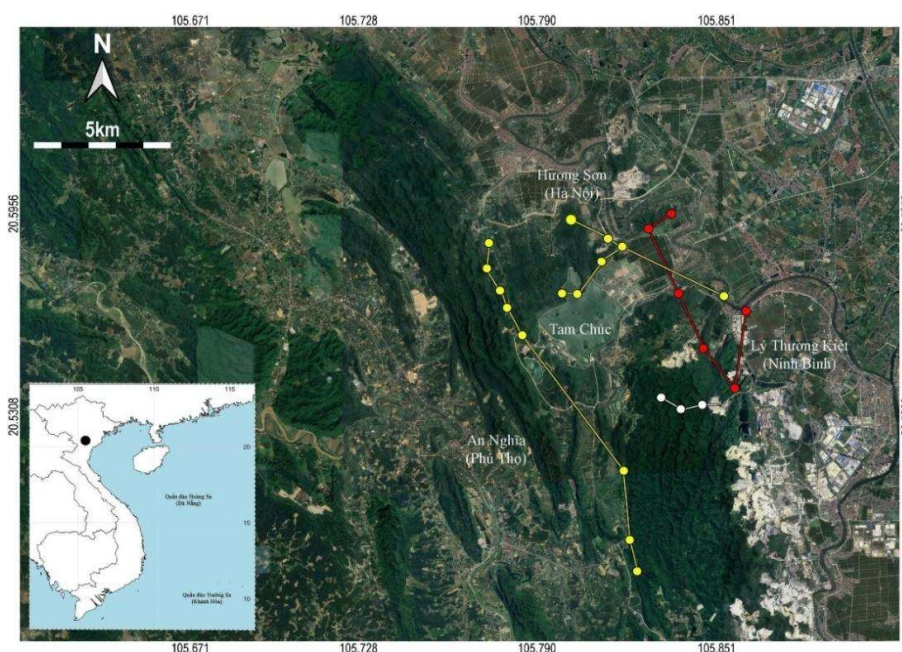 105.671 105.728 105.790 105.851
N
5km
20.5956
Hương Sơn
(Hà Nội)
Tam Chúc
Lý Thường Kiệt
(Ninh Bình)
20.5308
An Nghĩa
(Phú Thọ)
105 110 115
20
Quần đảo Hoàng Sa
(Đà Nẵng)
15
Quần đảo Trường Sa
(Khánh Hòa)
10
105.671 105.728 105.790 105.851